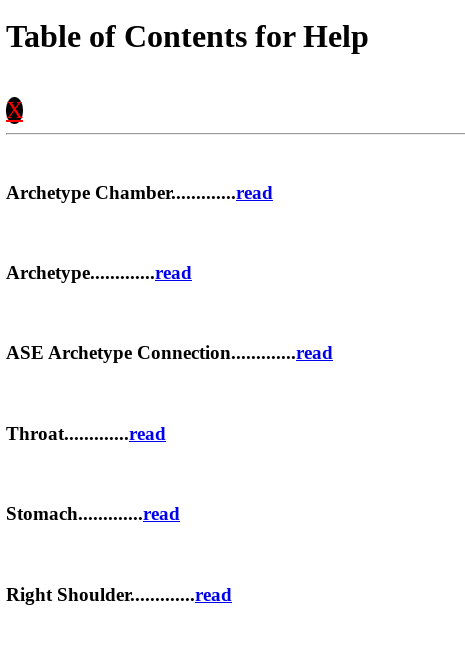 Table of Contents for Help
X
Archetype Chamber.............read
Archetype.............read
ASE Archetype Connection.............read
Throat.............read
Stomach.............read
Right Shoulder.............read